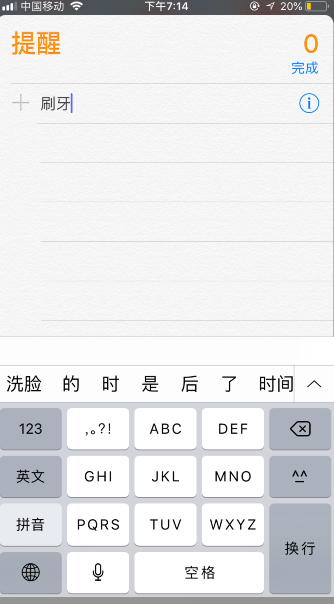 中国移动 下午7:14 20%
提醒 0
完成
刷牙
洗脸 的 时 是 后 了 时间
123 ,。?! ABC DEF
英文 GHI JKL MNO ^^
拼音 PQRS TUV WXYZ 换行
空格